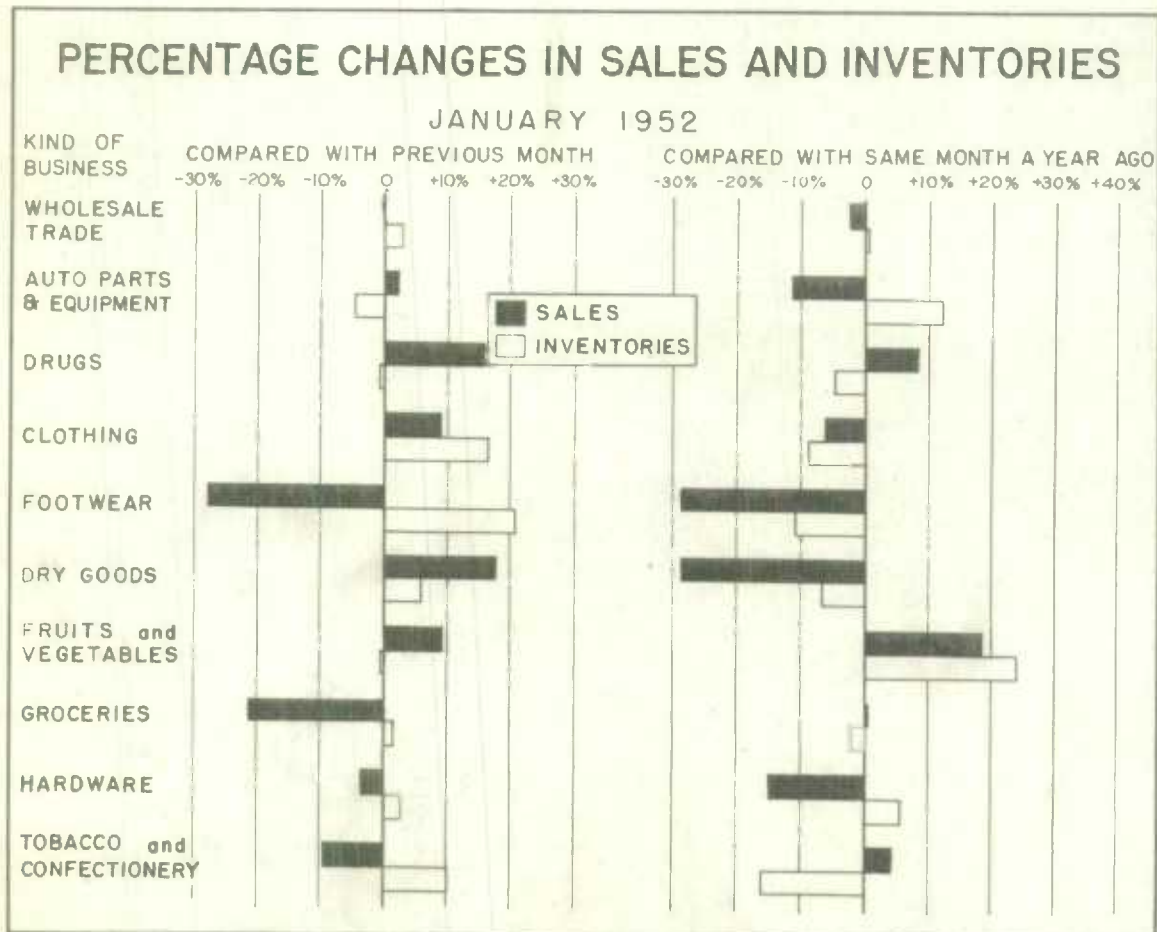 PERCENTAGE CHANGES IN SALES AND INVENTORIES
JANUARY 1952
KIND OF
BUSINESS
COMPARED WITH PREVIOUS MONTH
COMPARED WITH SAME MONTH A YEAR AGO
-30% -20% -10% 0 +10% +20% +30%
-30% -20% -10% 0 +10% +20% +30% +40%
WHOLESALE
TRADE
AUTO PARTS
& EQUIPMENT
SALES
INVENTORIES
DRUGS
CLOTHING
FOOTWEAR
DRY GOODS
FRUITS and
VEGETABLES
GROCERIES
HARDWARE
TOBACCO and
CONFECTIONERY